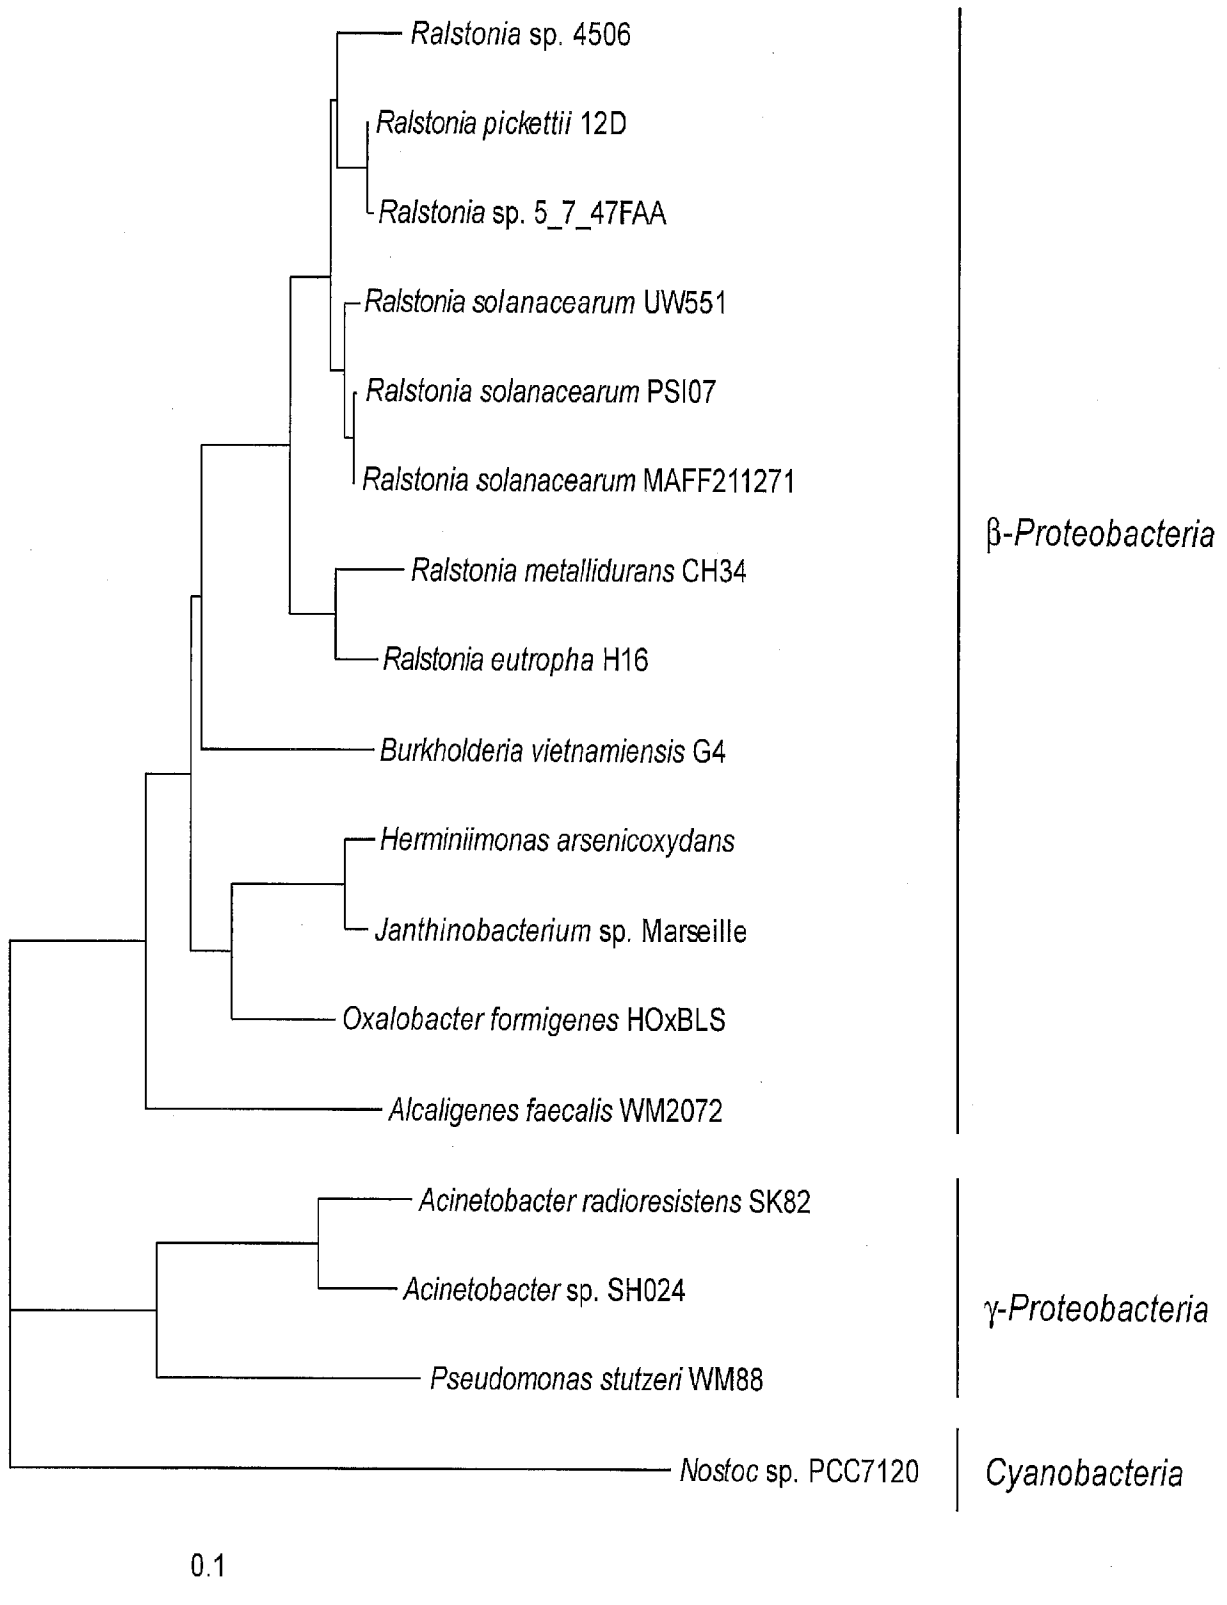 Ralstonia sp. 4506
Ralstonia pickettii 12D
Ralstonia sp. 5_7_47FAA
Ralstonia solanacearum UW551
Ralstonia solanacearum PSI07
Ralstonia solanacearum MAFF211271
β-Proteobacteria
Ralstonia metallidurans CH34
Ralstonia eutropha H16
Burkholderia vietnamiensis G4
Herminiimonas arsenicoxydans
Janthinobacterium sp. Marseille
Oxalobacter formigenes HOxBLS
Alcaligenes faecalis WM2072
Acinetobacter radioresistens SK82
Acinetobacter sp. SH024
γ-Proteobacteria
Pseudomonas stutzeri WM88
Nostoc sp. PCC7120
Cyanobacteria
0.1